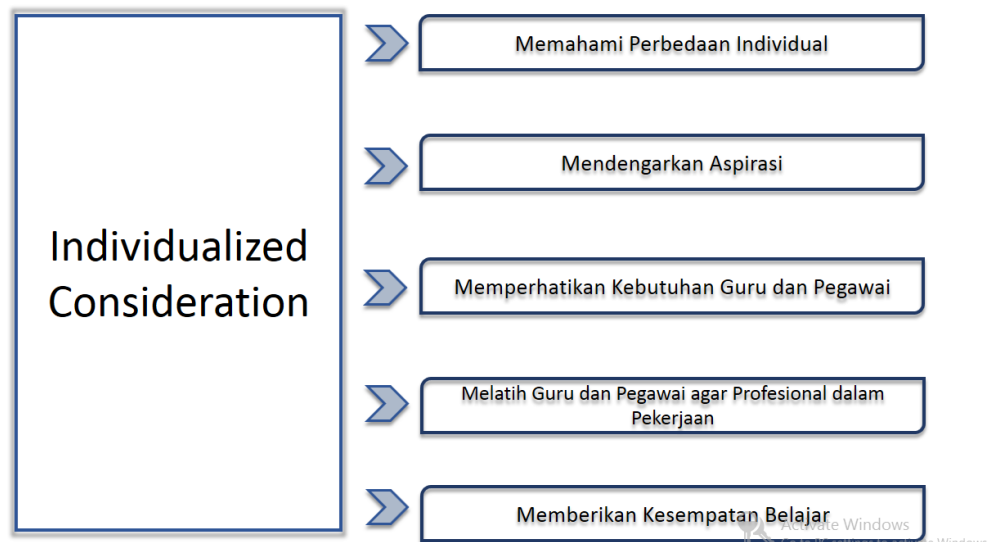 Individualized
Consideration
Memahami Perbedaan Individual
Mendengarkan Aspirasi
Memperhatikan Kebutuhan Guru dan Pegawai
Melatih Guru dan Pegawai agar Profesional dalam
Pekerjaan
Memberikan Kesempatan Belajar
Activate Windows